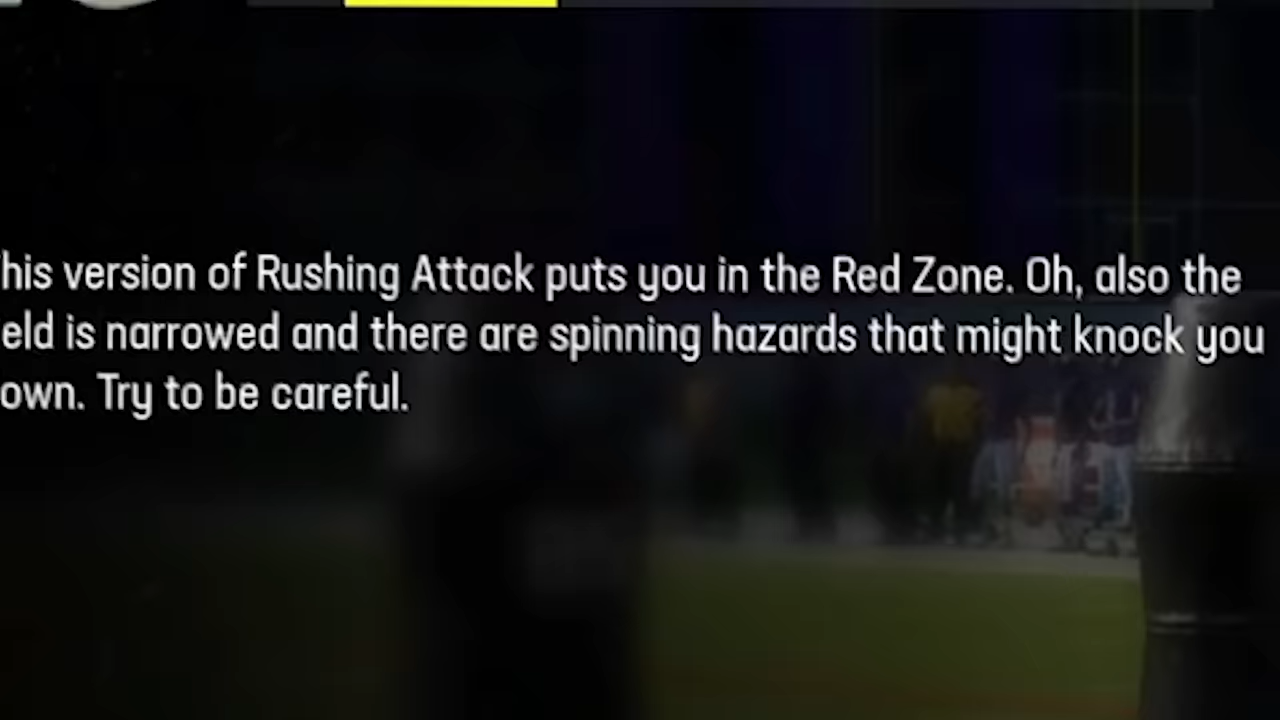 his version of Rushing Attack puts you in the Red Zone. Oh, also the
eld is narrowed and there are spinning hazards that might knock you
own. Try to be careful.